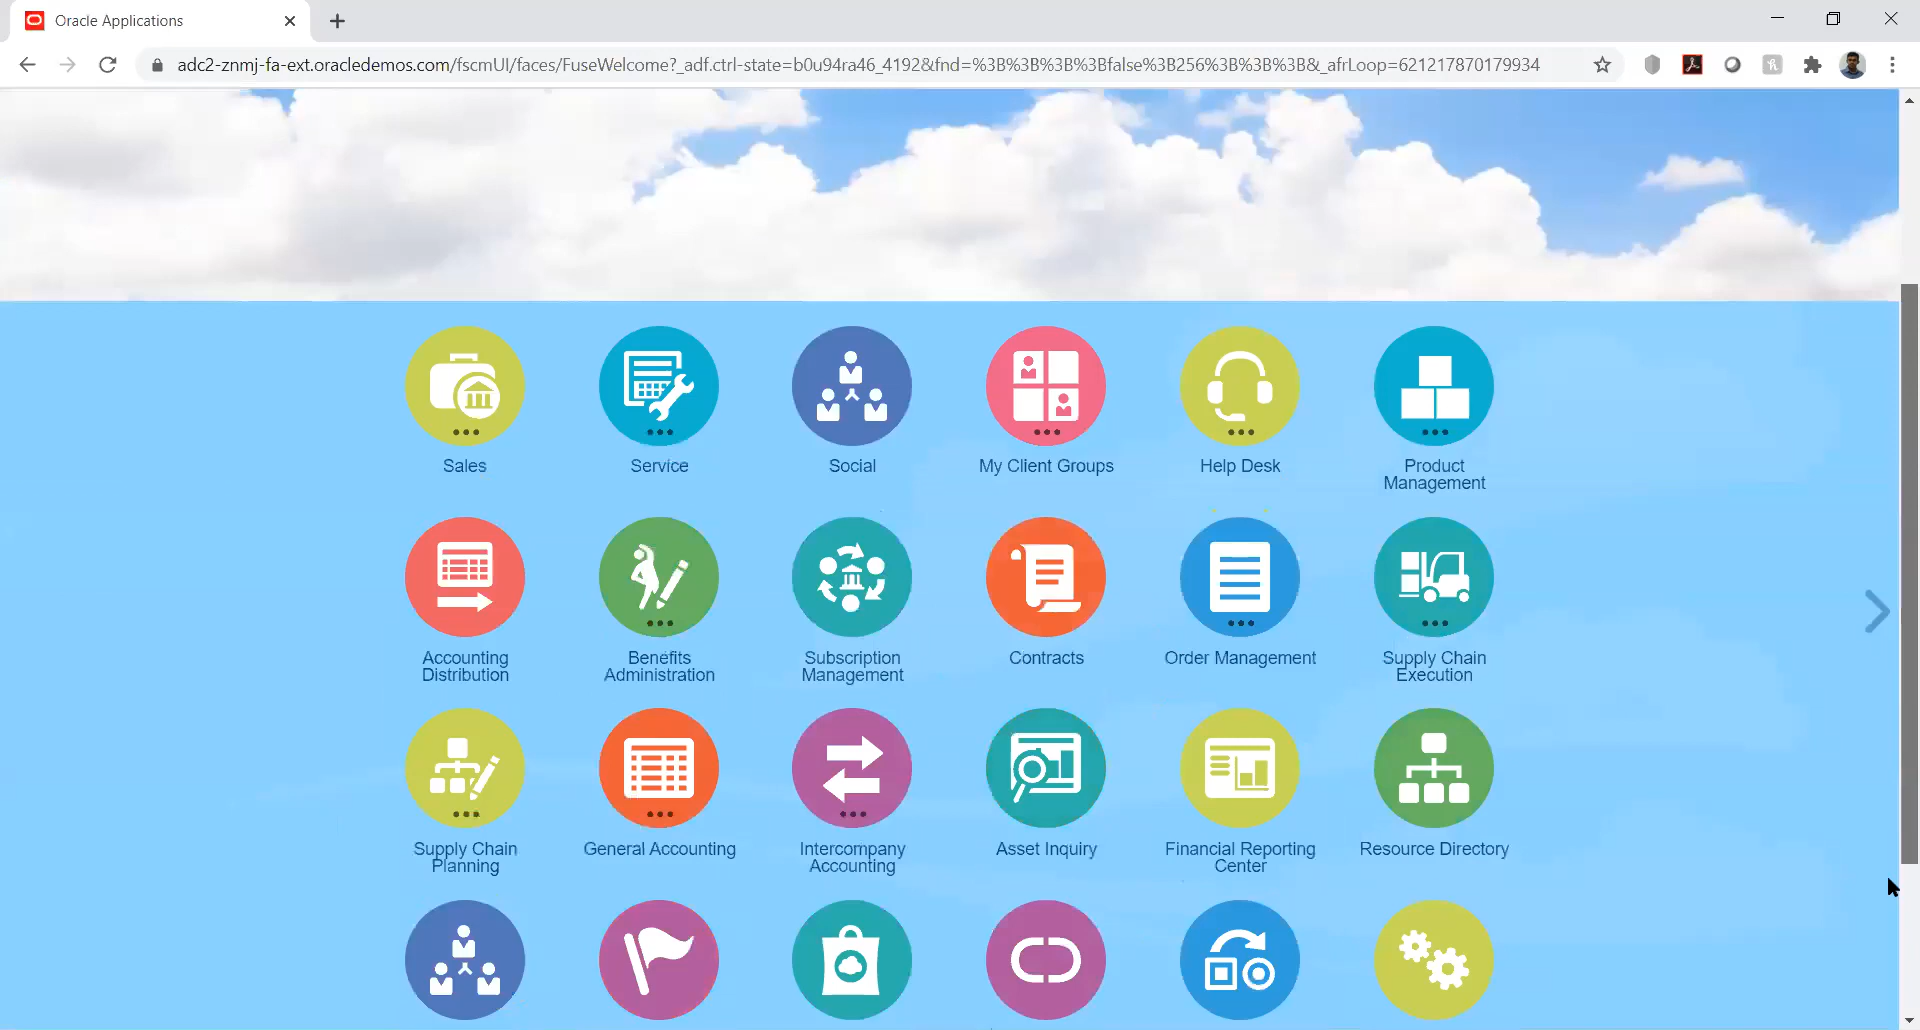 Oracle Applications
adc2-znmj-fa-ext.oracledemos.com/fscmUI/faces/FuseWelcome?_adf.ctrl-state=b0u94ra46_4192&fnd=%3B%3B%3B%3Bfalse%3B256%3B%3B%3B&_afrLoop=621217870179934
Sales
Service
Social
My Client Groups
Help Desk
Product
Management
Accounting
Distribution
Benefits
Administration
Subscription
Management
Contracts
Order Management
Supply Chain
Execution
Supply Chain
Planning
General Accounting
Intercompany
Accounting
Asset Inquiry
Financial Reporting
Center
Resource Directory